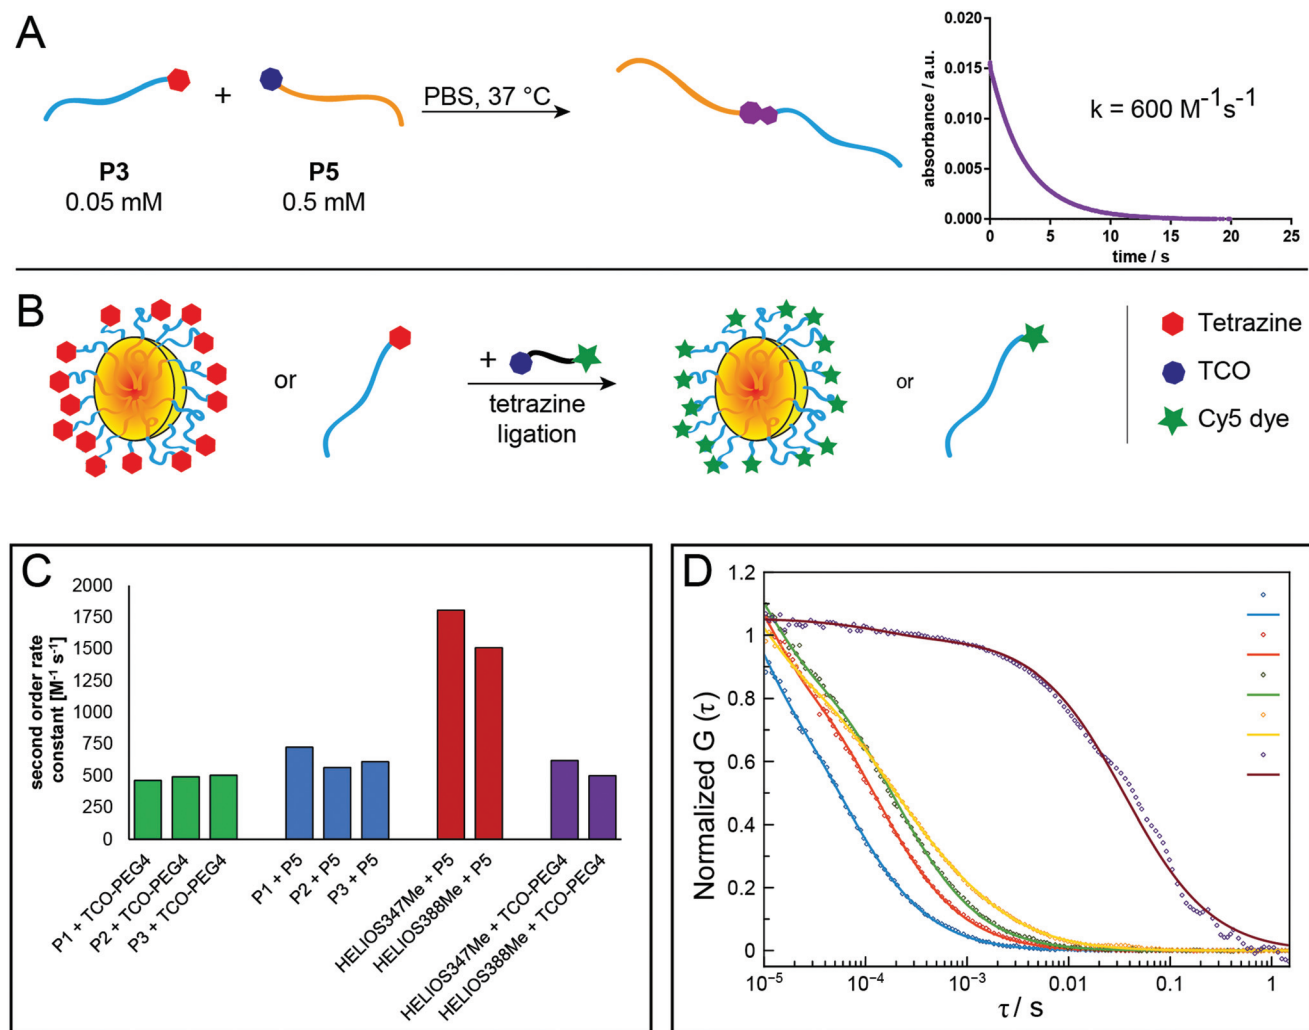 A
P3
0.05 mM
+
P5
0.5 mM
PBS, 37 °C
k = 600 M⁻¹s⁻¹
absorbance / a.u.
0.020
0.015
0.010
0.005
0.000
0 5 10 15 20 25
time / s
B
or
+
tetrazine
ligation
or
Tetrazine
TCO
Cy5 dye
C
second order rate
constant [M⁻¹ s⁻¹]
2000
1750
1500
1250
1000
750
500
250
0
P1 + TCO-PEG4
P2 + TCO-PEG4
P3 + TCO-PEG4
P1 + P5
P2 + P5
P3 + P5
HELIOS347Me + P5
HELIOS388Me + P5
HELIOS347Me + TCO-PEG4
HELIOS388Me + TCO-PEG4
D
Normalized G (τ)
1.2
1
0.8
0.6
0.4
0.2
0
10⁻⁵ 10⁻⁴ 10⁻³ 0.01 0.1 1
τ / s